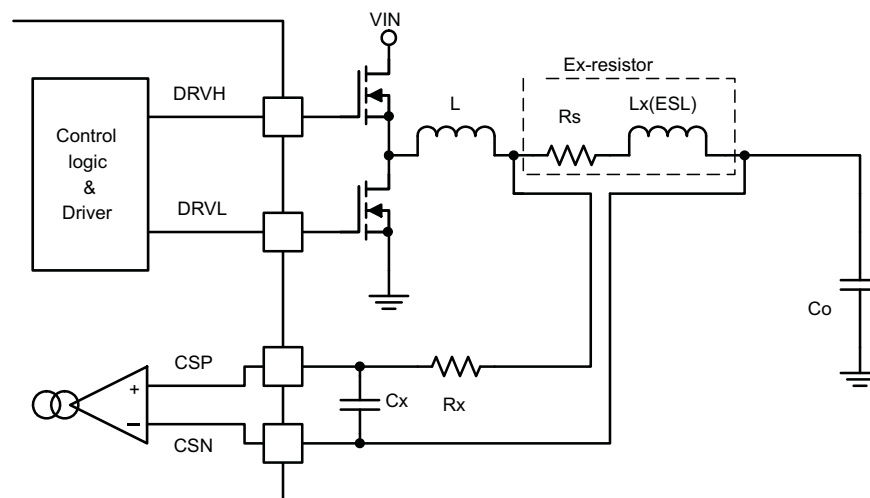 VIN
Ex-resistor
DRVH
L
Rs
Lx(ESL)
Control
logic
&
Driver
DRVL
Co
CSP
+
Cx
Rx
–
CSN